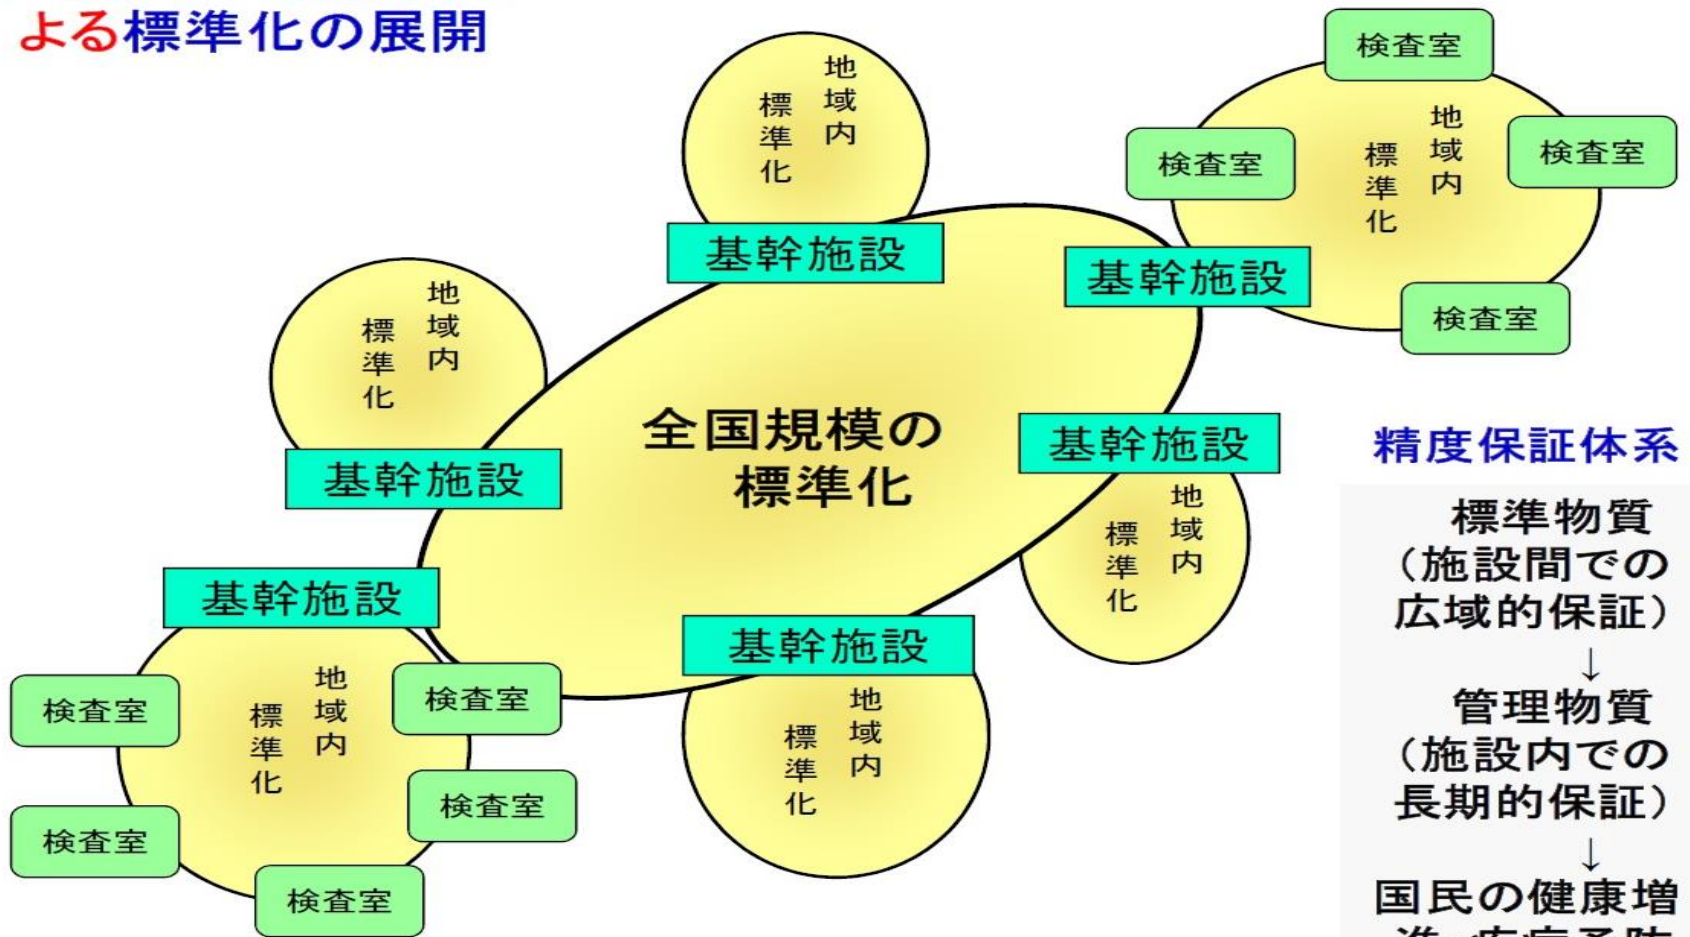 よる標準化の展開
検査室
地域内
標準化
地域内
標準化
検査室
検査室
基幹施設
基幹施設
検査室
地域内
標準化
全国規模の
標準化
基幹施設
基幹施設
地域内
標準化
基幹施設
基幹施設
検査室
検査室
地域内
標準化
検査室
検査室
検査室
地域内
標準化
精度保証体系
標準物質
（施設間での
広域的保証）
↓
管理物質
（施設内での
長期的保証）
↓
国民の健康増